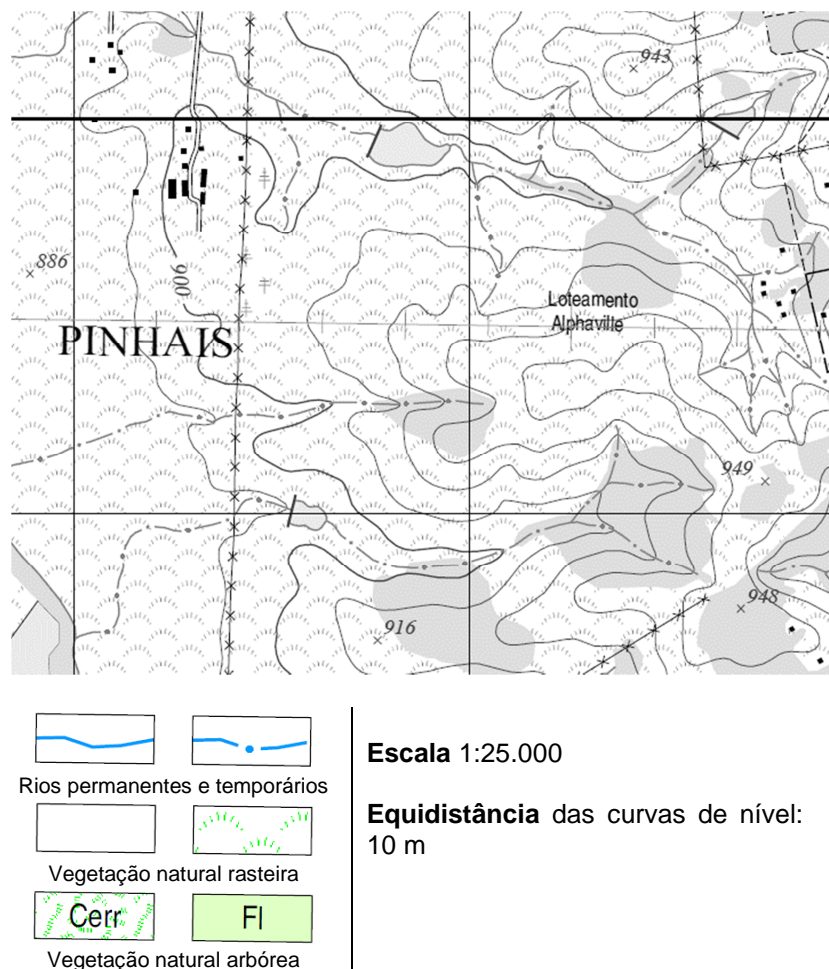 943
886
900
Loteamento
Alphaville
PINHAIS
949
948
916
Rios permanentes e temporários
Vegetação natural rasteira
Cerr
Fl
Vegetação natural arbórea
Escala 1:25.000
Equidistância das curvas de nível:
10 m